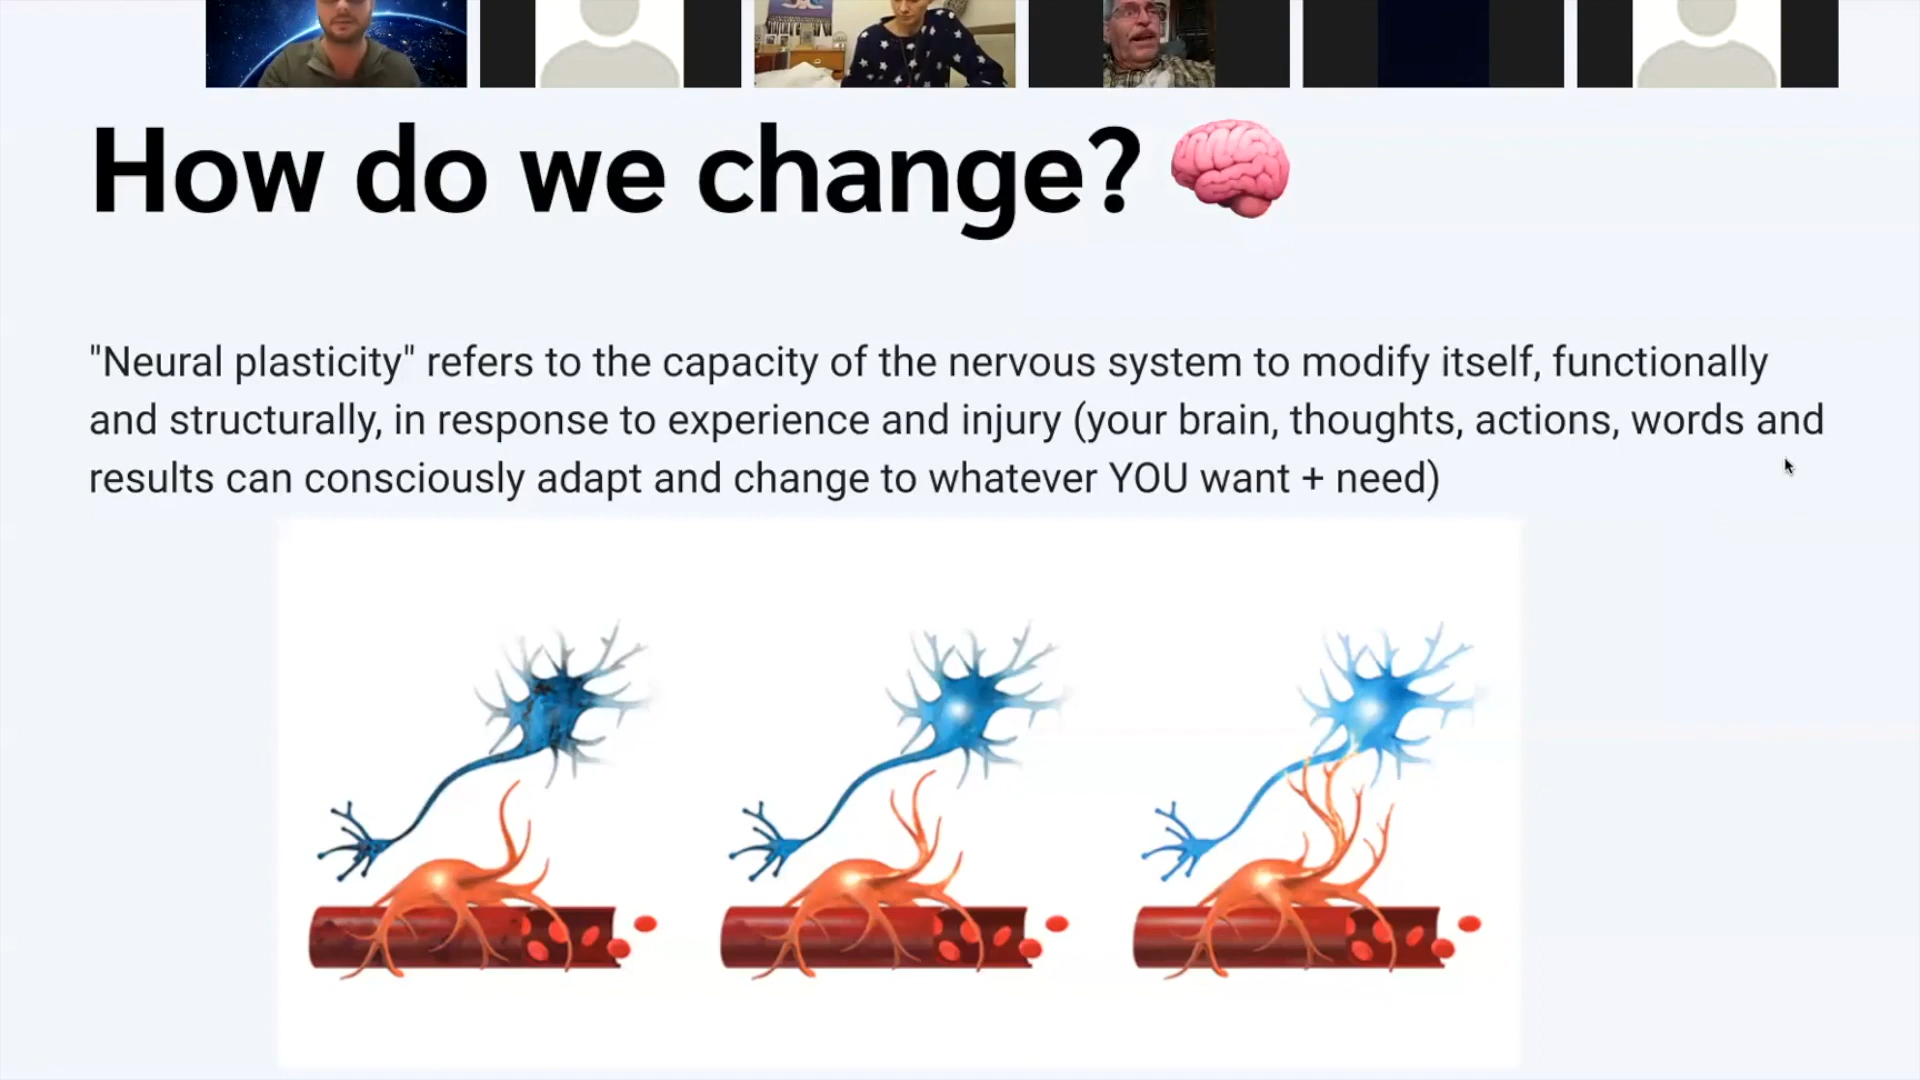 How do we change? 🧠
"Neural plasticity" refers to the capacity of the nervous system to modify itself, functionally
and structurally, in response to experience and injury (your brain, thoughts, actions, words and
results can consciously adapt and change to whatever YOU want + need)